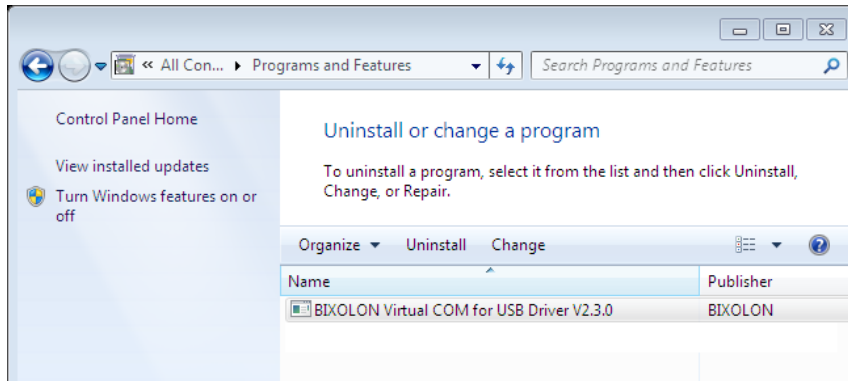 « All Con... ▸ Programs and Features
Search Programs and Features
Control Panel Home
View installed updates
Turn Windows features on or
off
Uninstall or change a program
To uninstall a program, select it from the list and then click Uninstall,
Change, or Repair.
Organize Uninstall Change
Name Publisher
BIXOLON Virtual COM for USB Driver V2.3.0 BIXOLON